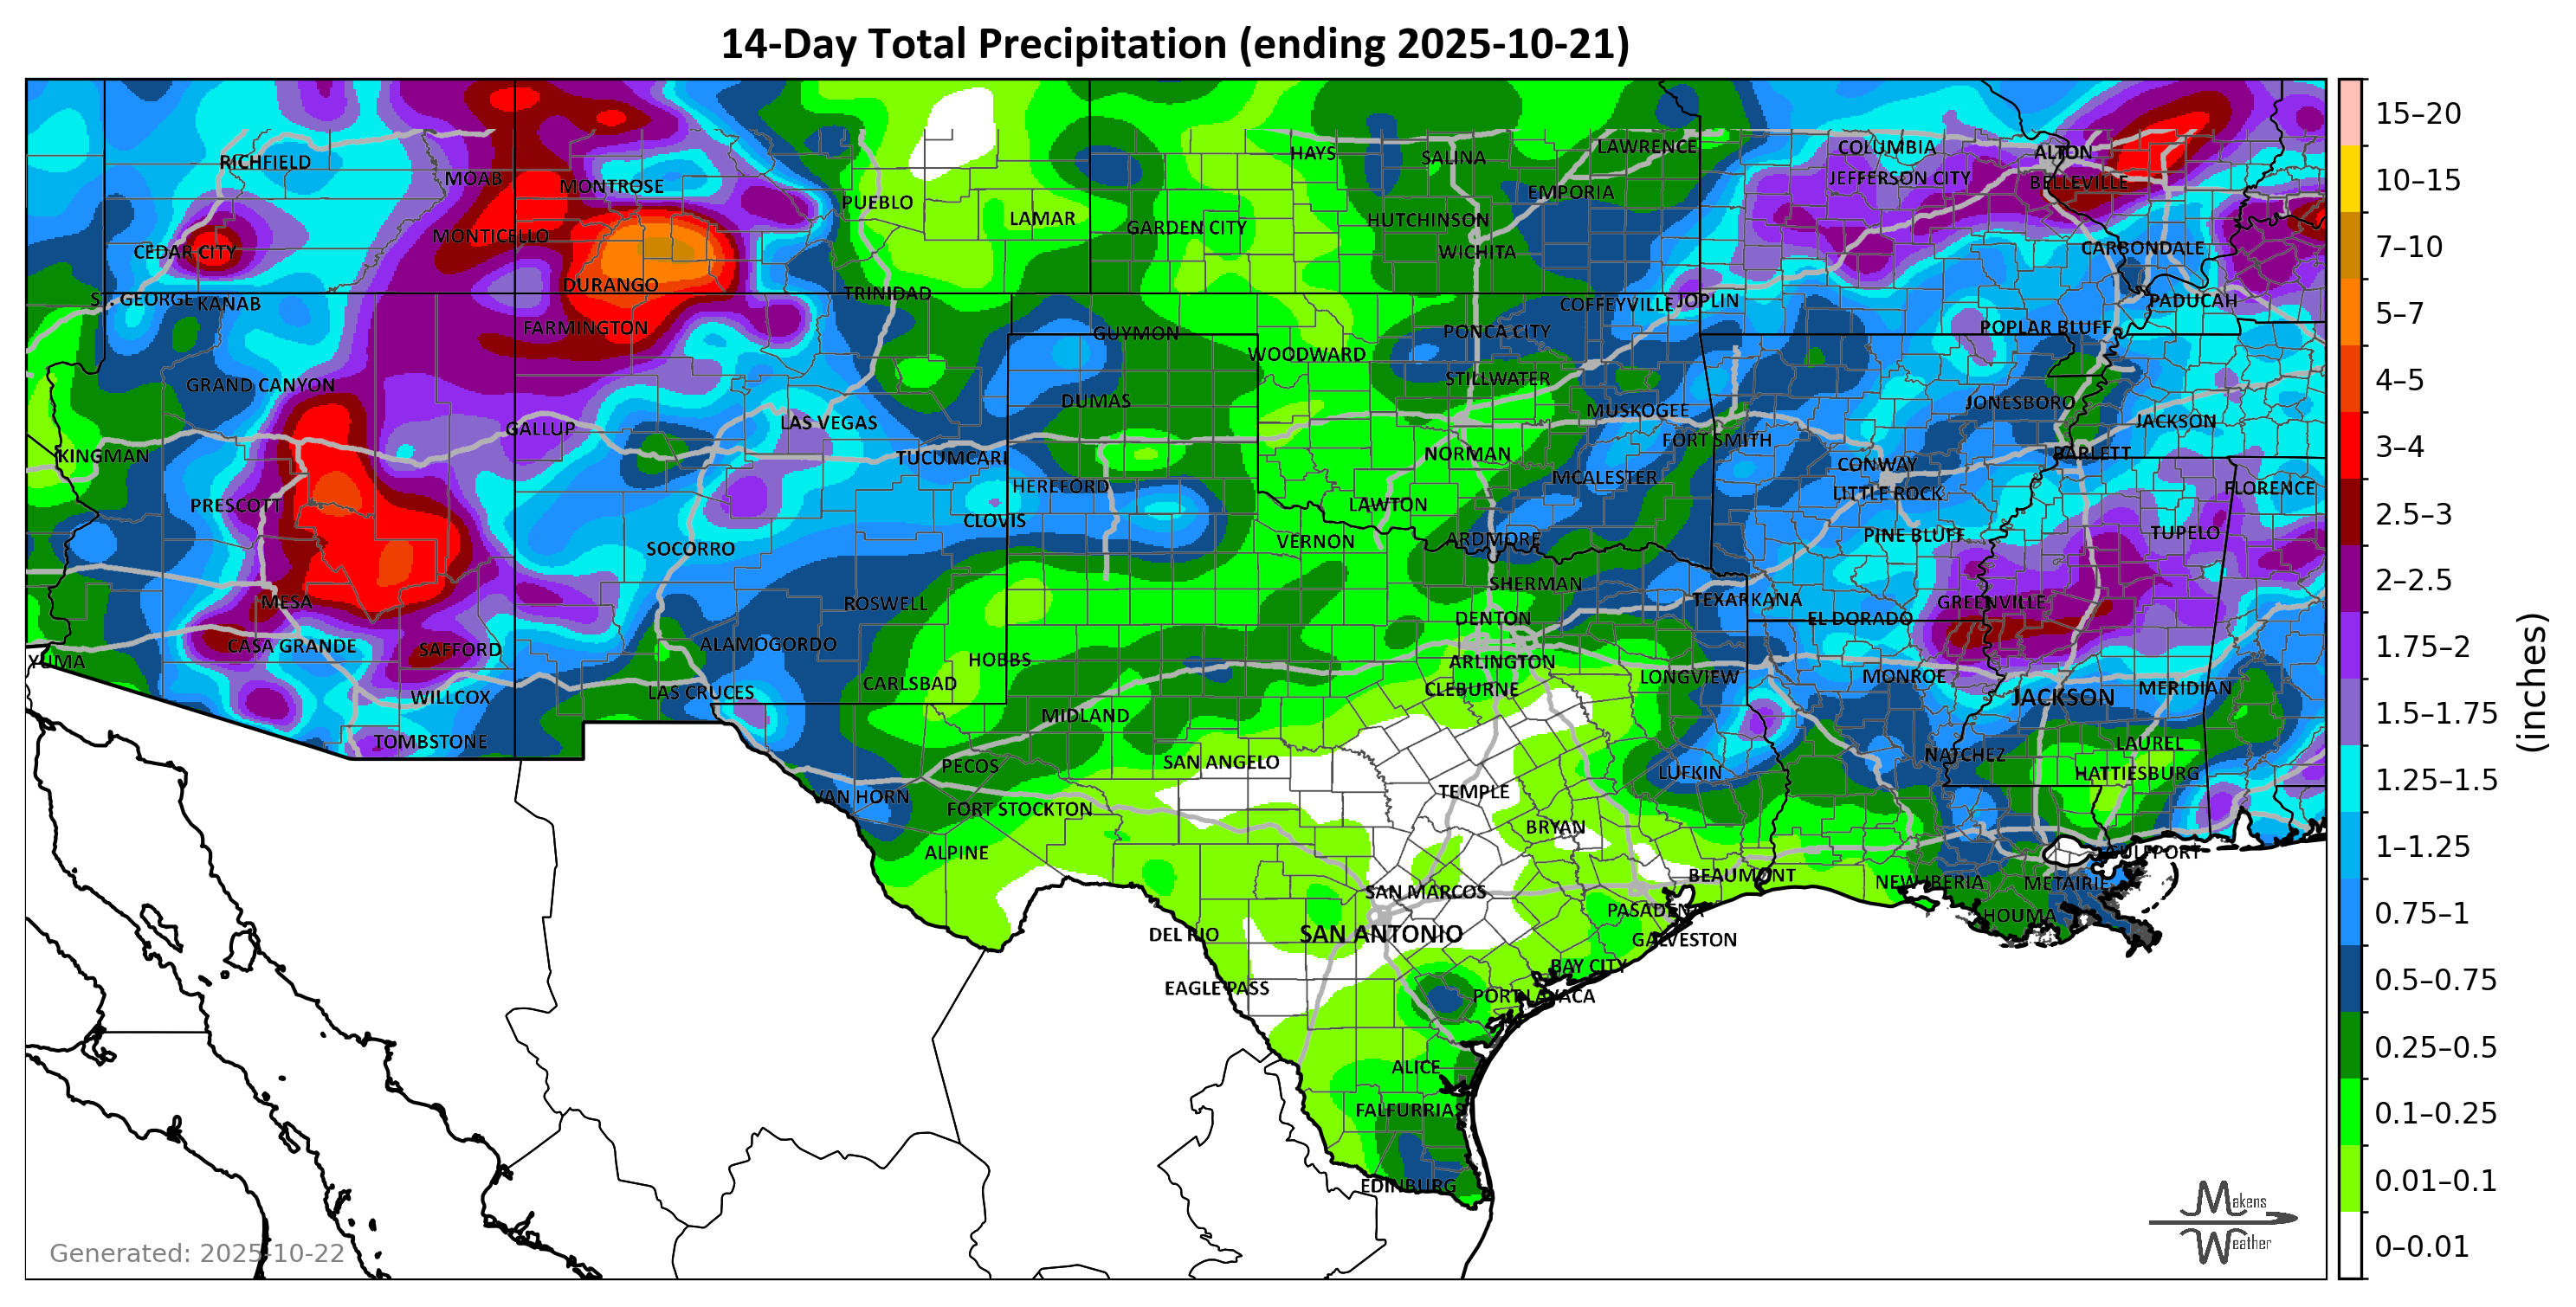 14-Day Total Precipitation (ending 2025-10-21)
RICHFIELD
MOAB
MONTROSE
PUEBLO
LAMAR
GARDEN CITY
HAYS
SALINA
LAWRENCE
EMPORIA
HUTCHINSON
WICHITA
COLUMBIA
JEFFERSON CITY
ALTON
BELLEVILLE
CARBONDALE
CEDAR CITY
MONTICELLO
DURANGO
TRINIDAD
COFFEYVILLE
JOPLIN
PADUCAH
S . GEORGE
KANAB
FARMINGTON
GUYMON
WOODWARD
PONCA CITY
POPLAR BLUFF
GRAND CANYON
DUMAS
STILLWATER
MUSKOGEE
JONESBORO
JACKSON
GALLUP
LAS VEGAS
KINGMAN
TUCUMCARI
NORMAN
FORT SMITH
BARLETT
PRESCOTT
HEREFORD
LAWTON
MCALESTER
CONWAY
LITTLE ROCK
FLORENCE
CLOVIS
SOCORRO
VERNON
ARDMORE
PINE BLUFF
TUPELO
MESA
ROSWELL
SHERMAN
TEXARKANA
GREENVILLE
CASA GRANDE
SAFFORD
ALAMOGORDO
DENTON
EL DORADO
YUMA
HOBBS
ARLINGTON
WILLCOX
LAS CRUCES
CARLSBAD
CLEBURNE
LONGVIEW
MONROE
JACKSON
MERIDIAN
TOMBSTONE
MIDLAND
PECOS
SAN ANGELO
LUFKIN
NATCHEZ
LAUREL
HATTIESBURG
VAN HORN
FORT STOCKTON
TEMPLE
BRYAN
ALPINE
GULFPORT
SAN MARCOS
BEAUMONT
NEW IBERIA
METAIRIE
PASADENA
HOUMA
DEL RIO
SAN ANTONIO
GALVESTON
BAY CITY
EAGLE PASS
PORT LAVACA
ALICE
FALFURRIAS
EDINBURG
15–20
10–15
7–10
5–7
4–5
3–4
2.5–3
2–2.5
1.75–2
1.5–1.75
1.25–1.5
1–1.25
0.75–1
0.5–0.75
0.25–0.5
0.1–0.25
0.01–0.1
0–0.01
(inches)
Makens
Weather
Generated: 2025-10-22